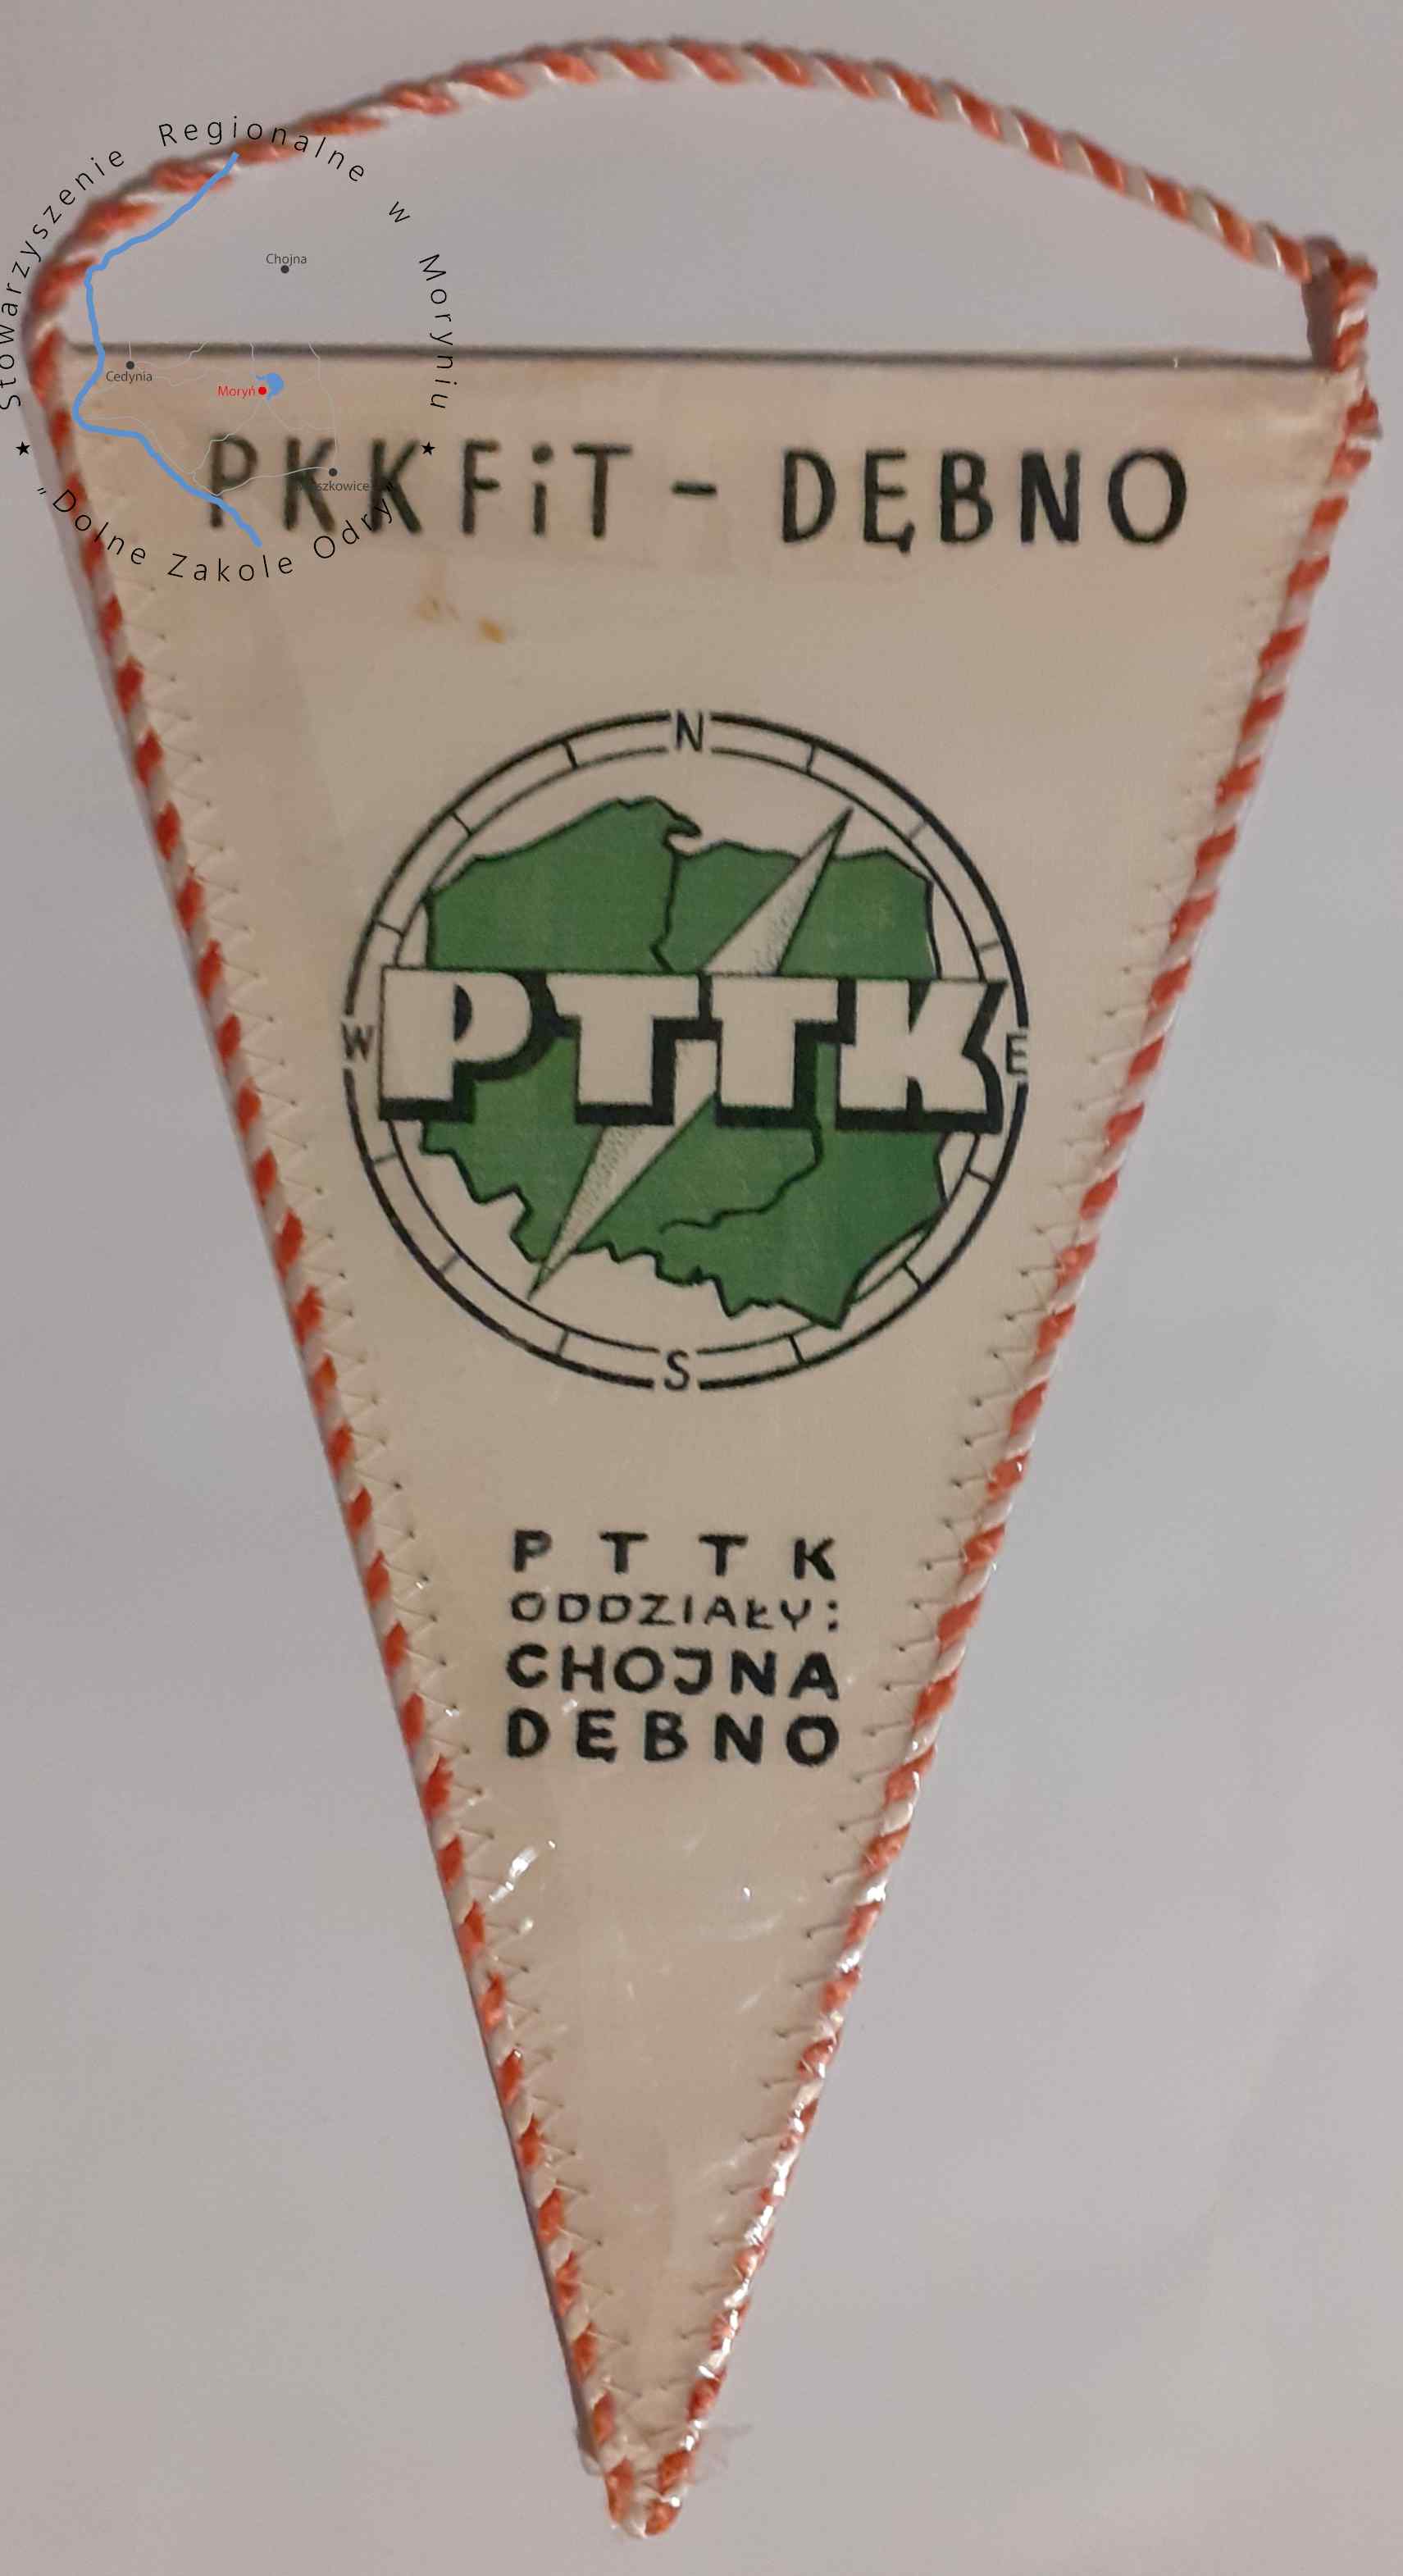 Stowarzyszenie Regionalne w Moryniu
Chojna
Cedynia
Moryń
„Dolne Zakole Odry”
PKKFiT - DĘBNO
N
W
PTTK
E
S
PTTK
ODDZIAŁY:
CHOJNA
DĘBNO